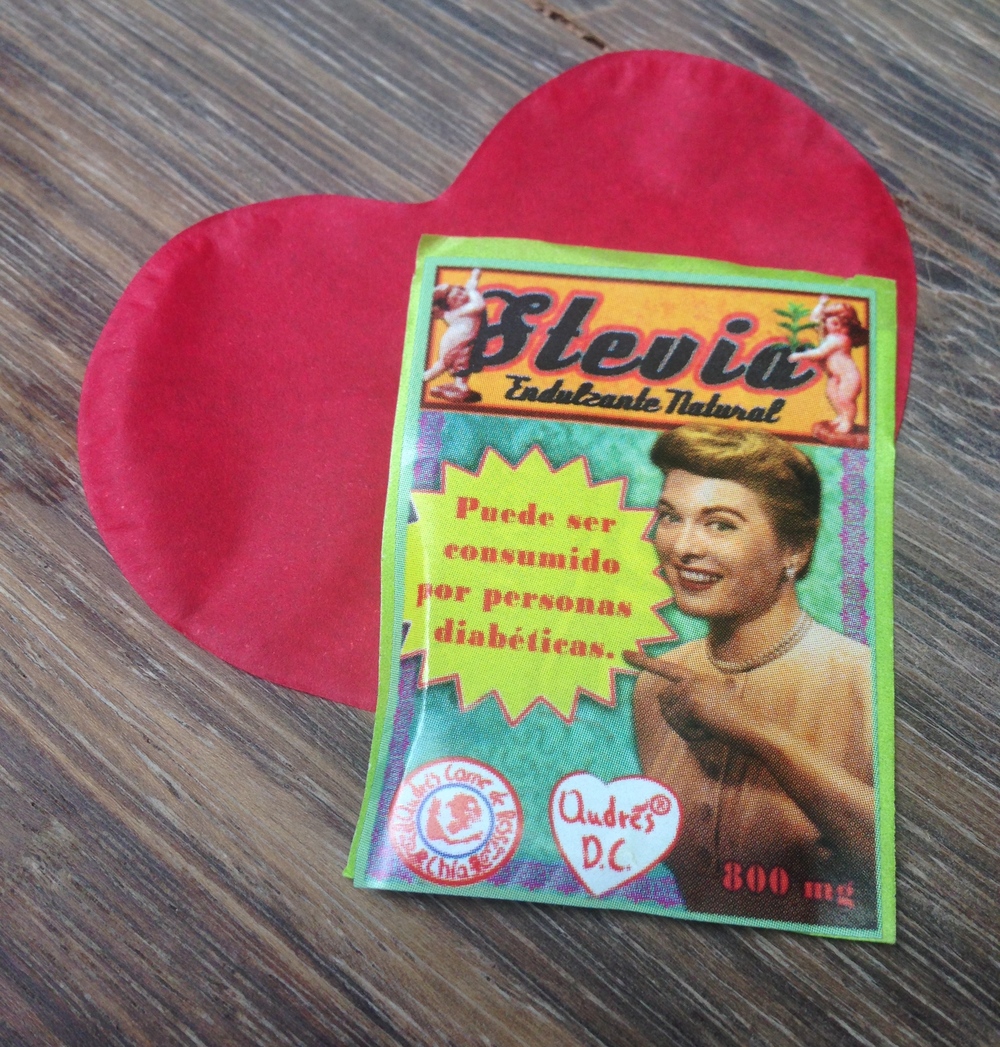 Stevia
Endulzante Natural
Puede ser
consumido
por personas
diabéticas.
Andrés Carne de Res
Chía
Andrés®
D.C.
800 mg